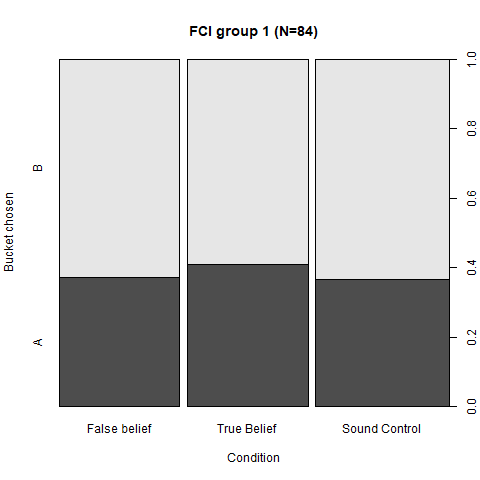 FCI group 1 (N=84)
Bucket chosen
B
A
1.0
0.8
0.6
0.4
0.2
0.0
False belief
True Belief
Sound Control
Condition